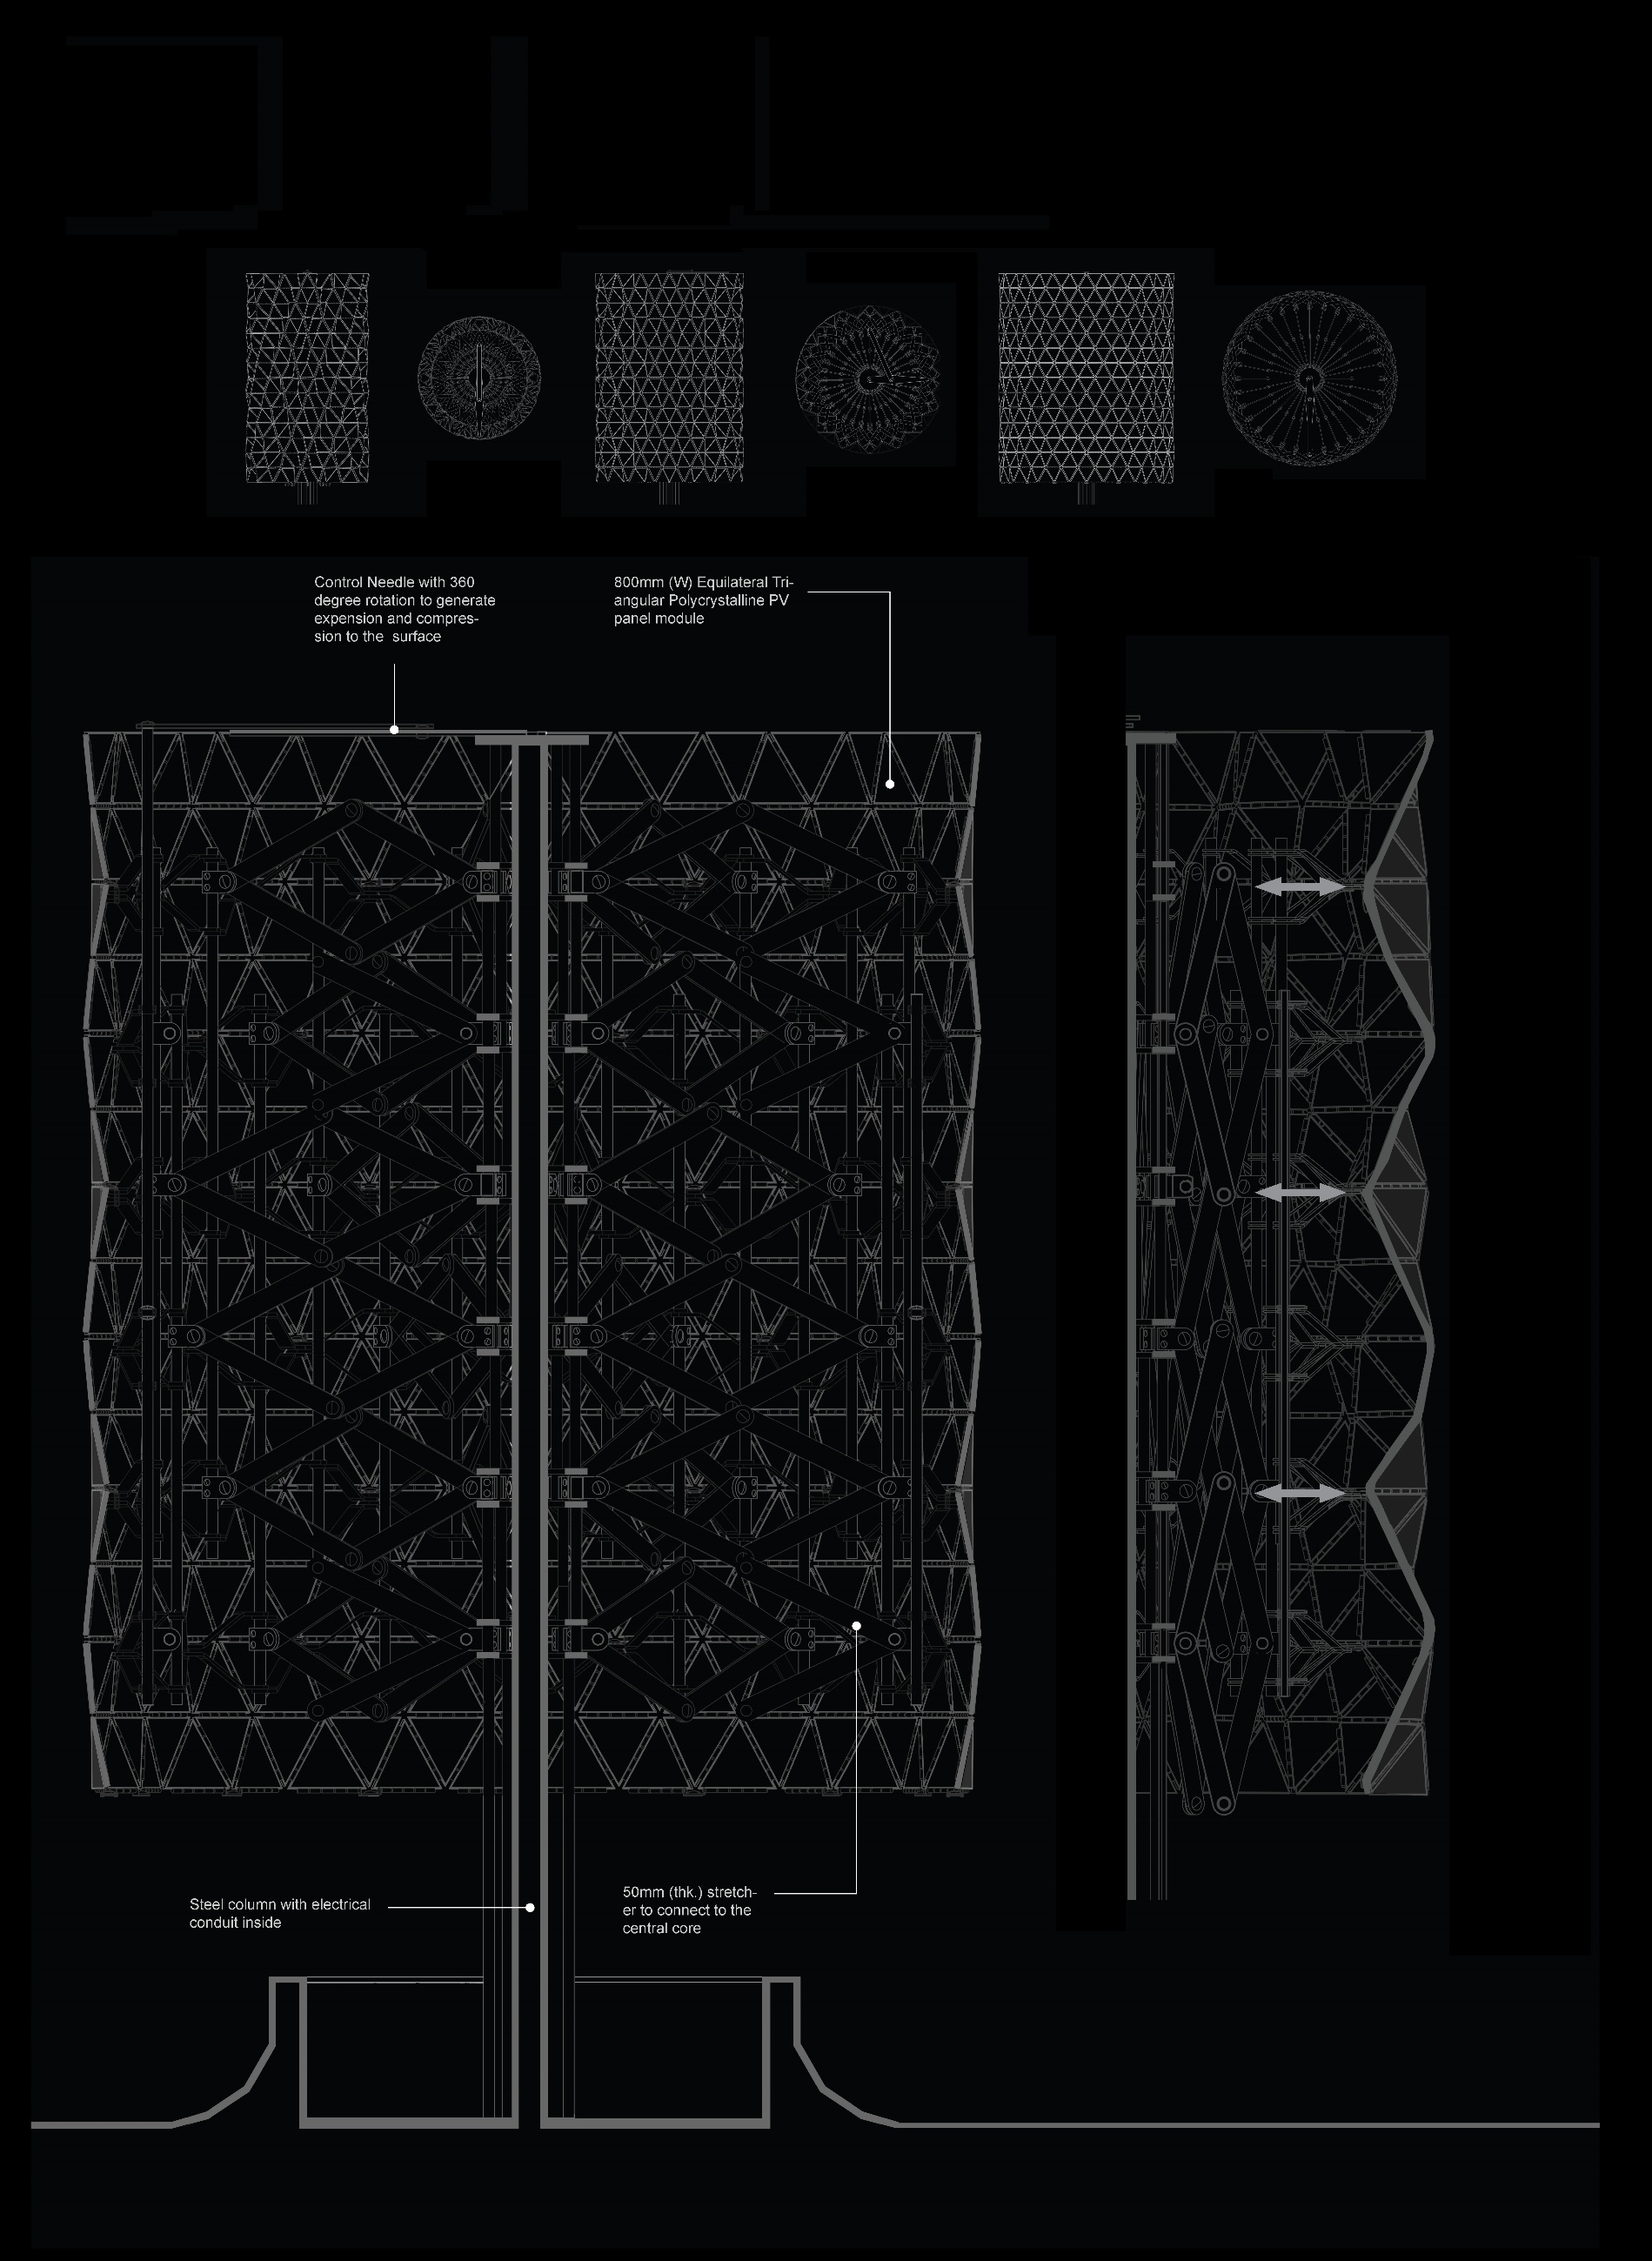 Control Needle with 360
degree rotation to generate
expension and compres-
sion to the surface
800mm (W) Equilateral Tri-
angular Polycrystalline PV
panel module
Steel column with electrical
conduit inside
50mm (thk.) stretch-
er to connect to the
central core